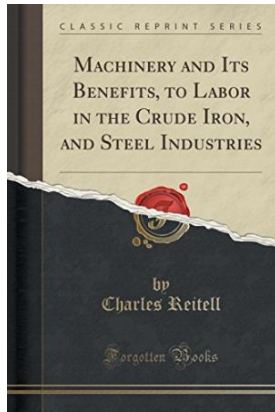 CLASSIC REPRINT SERIES
MACHINERY AND ITS
BENEFITS, TO LABOR
IN THE CRUDE IRON,
AND STEEL INDUSTRIES
by
Charles Reitell
Forgotten Books